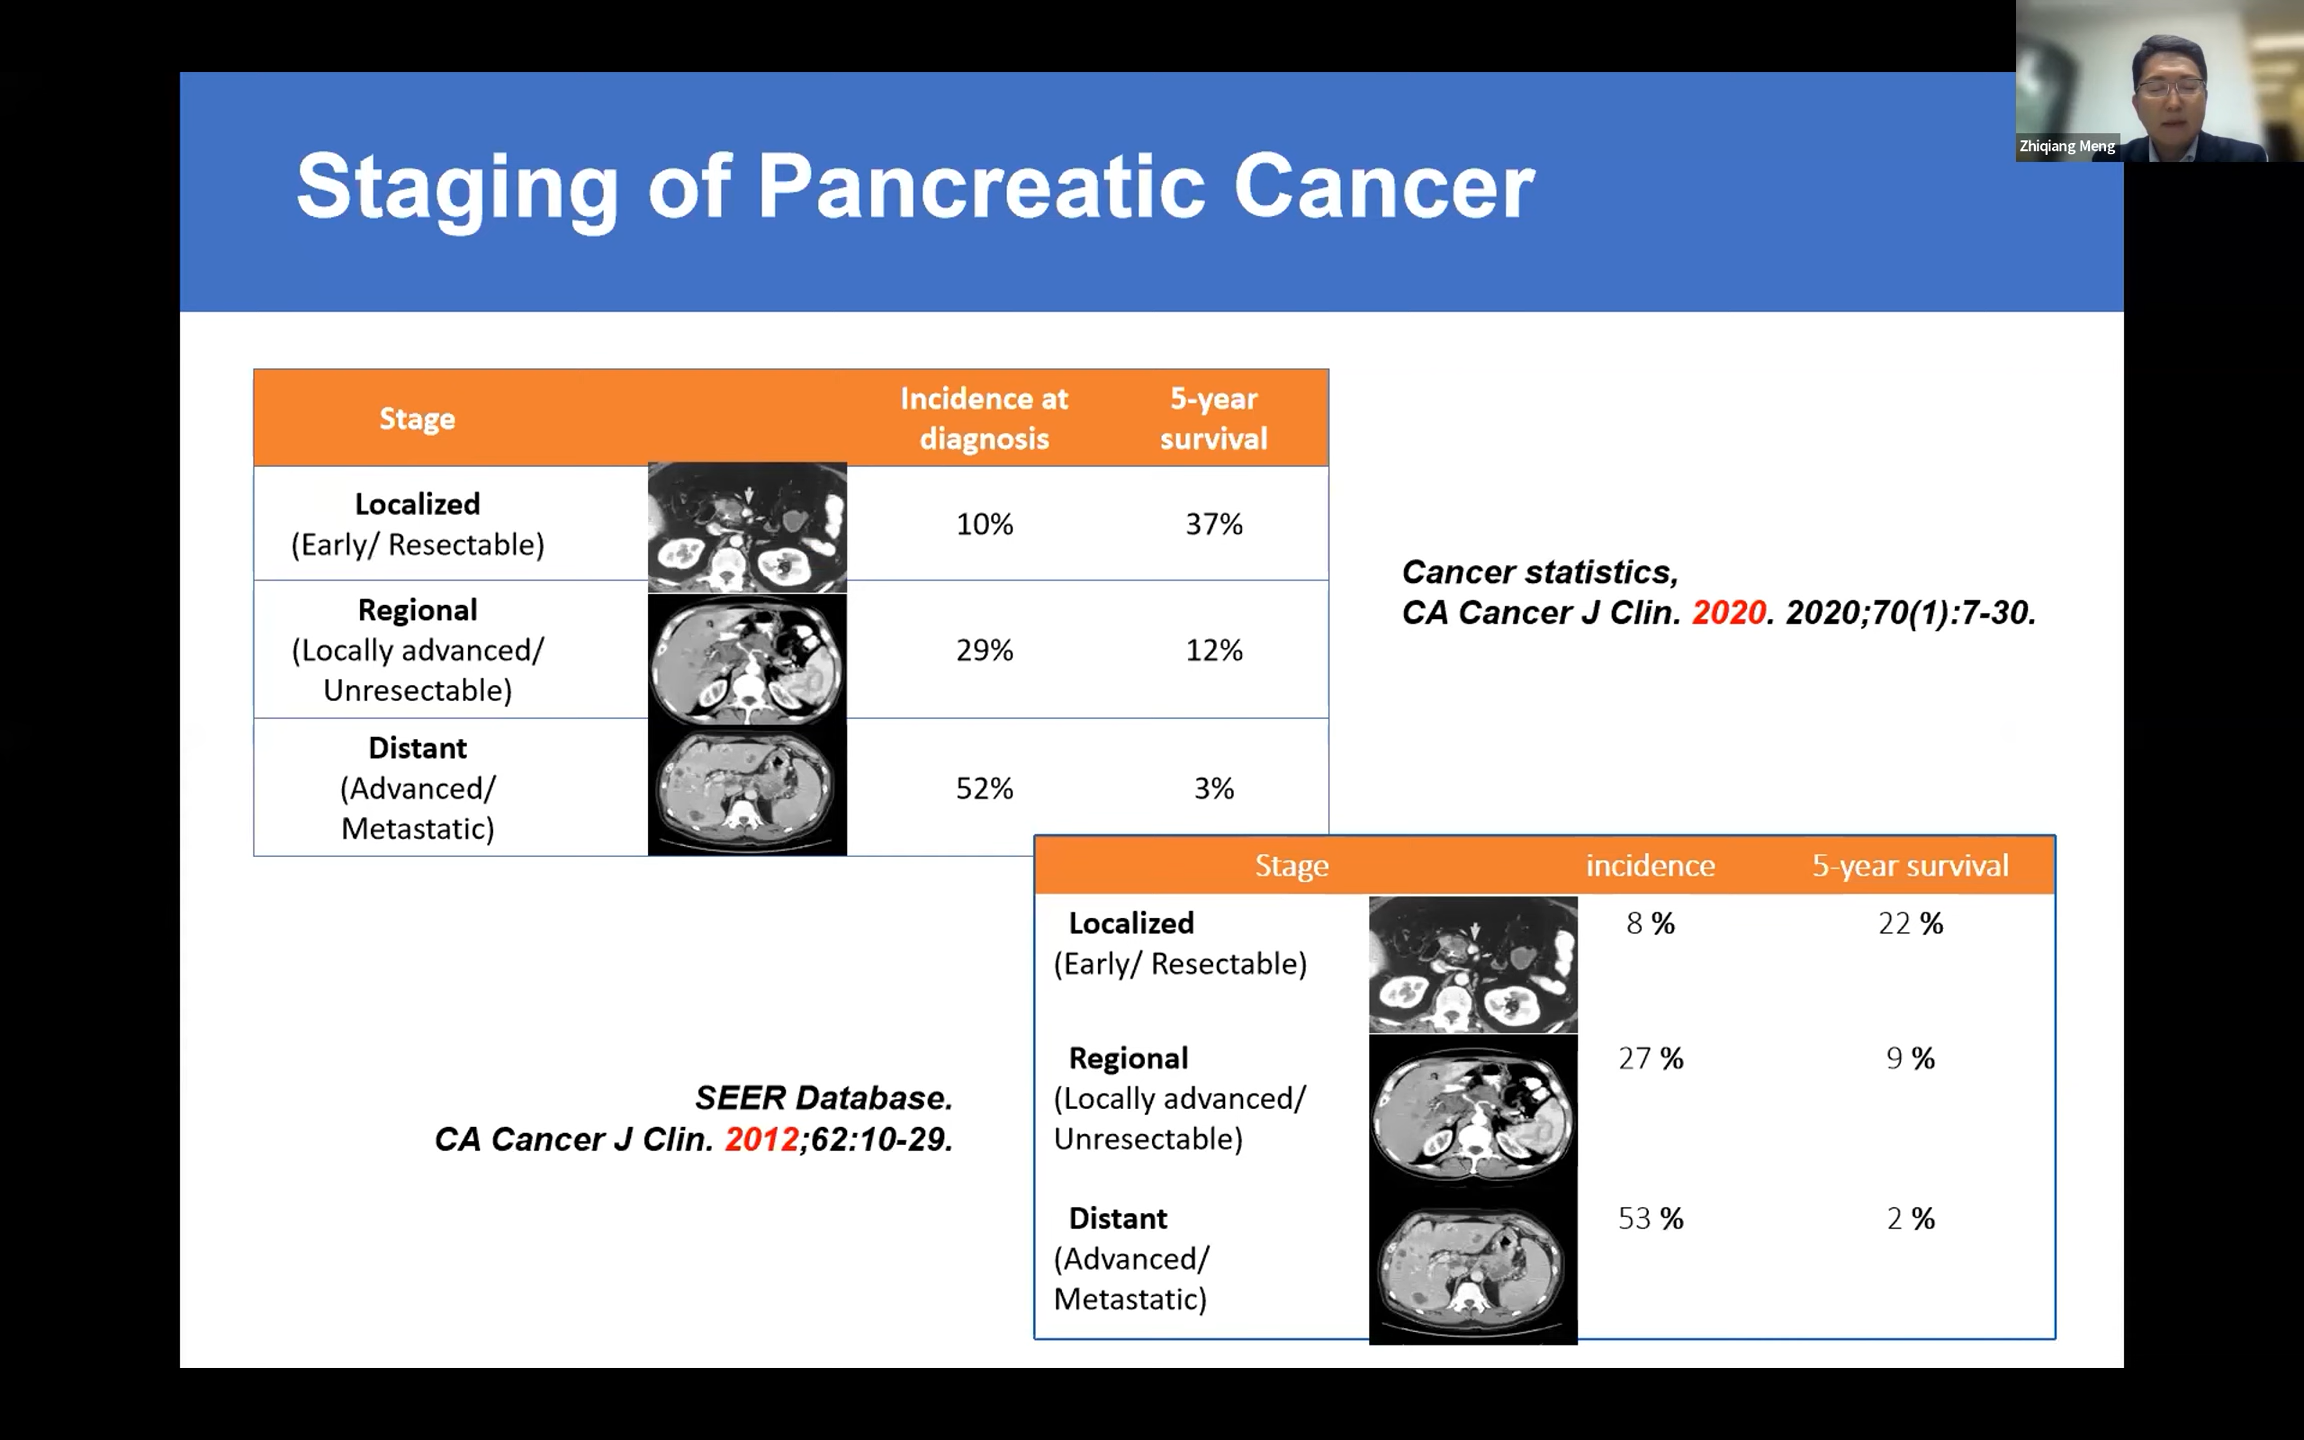 Zhiqiang Meng
Staging of Pancreatic Cancer
Stage
Incidence at
diagnosis
5-year
survival
Localized
(Early/ Resectable)
10%
37%
Regional
(Locally advanced/
Unresectable)
29%
12%
Distant
(Advanced/
Metastatic)
52%
3%
Cancer statistics,
CA Cancer J Clin. 2020. 2020;70(1):7-30.
SEER Database.
CA Cancer J Clin. 2012;62:10-29.
Stage
incidence
5-year survival
Localized
(Early/ Resectable)
8 %
22 %
Regional
(Locally advanced/
Unresectable)
27 %
9 %
Distant
(Advanced/
Metastatic)
53 %
2 %